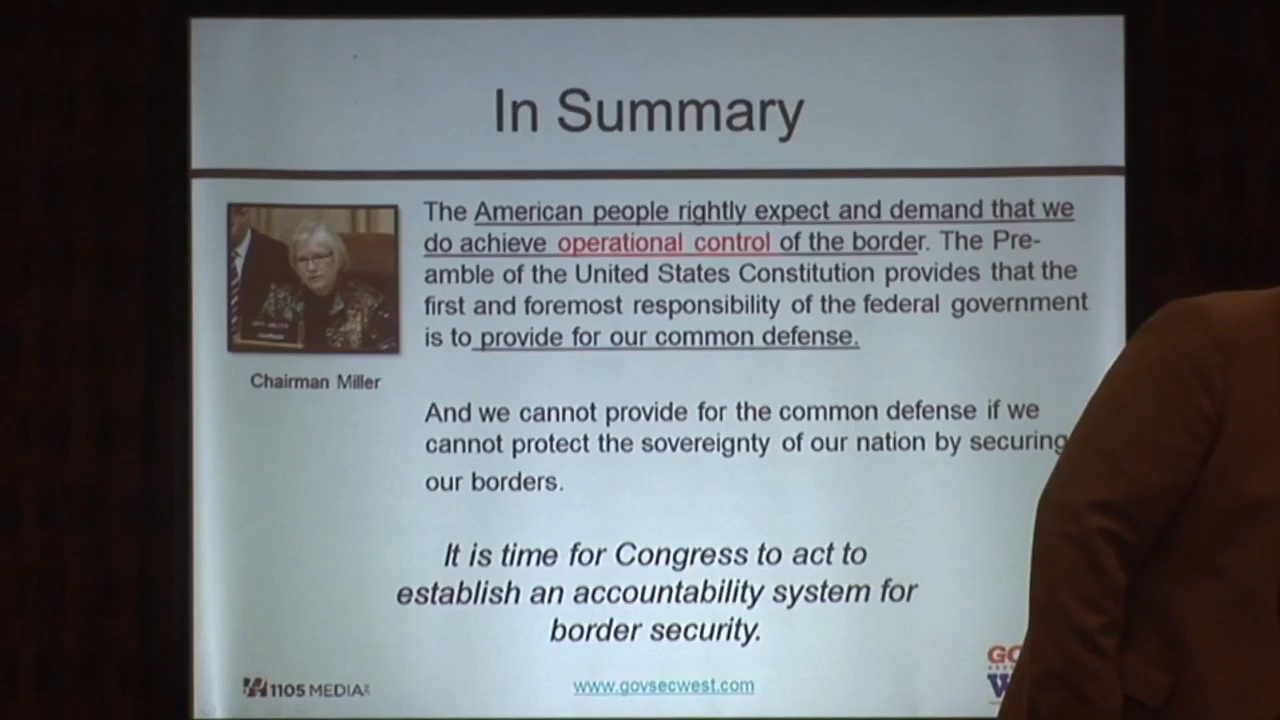 In Summary
The American people rightly expect and demand that we
do achieve operational control of the border. The Pre-
amble of the United States Constitution provides that the
first and foremost responsibility of the federal government
is to provide for our common defense.
Chairman Miller
And we cannot provide for the common defense if we
cannot protect the sovereignty of our nation by securing
our borders.
It is time for Congress to act to
establish an accountability system for
border security.
1105 MEDIA
www.govsecwest.com